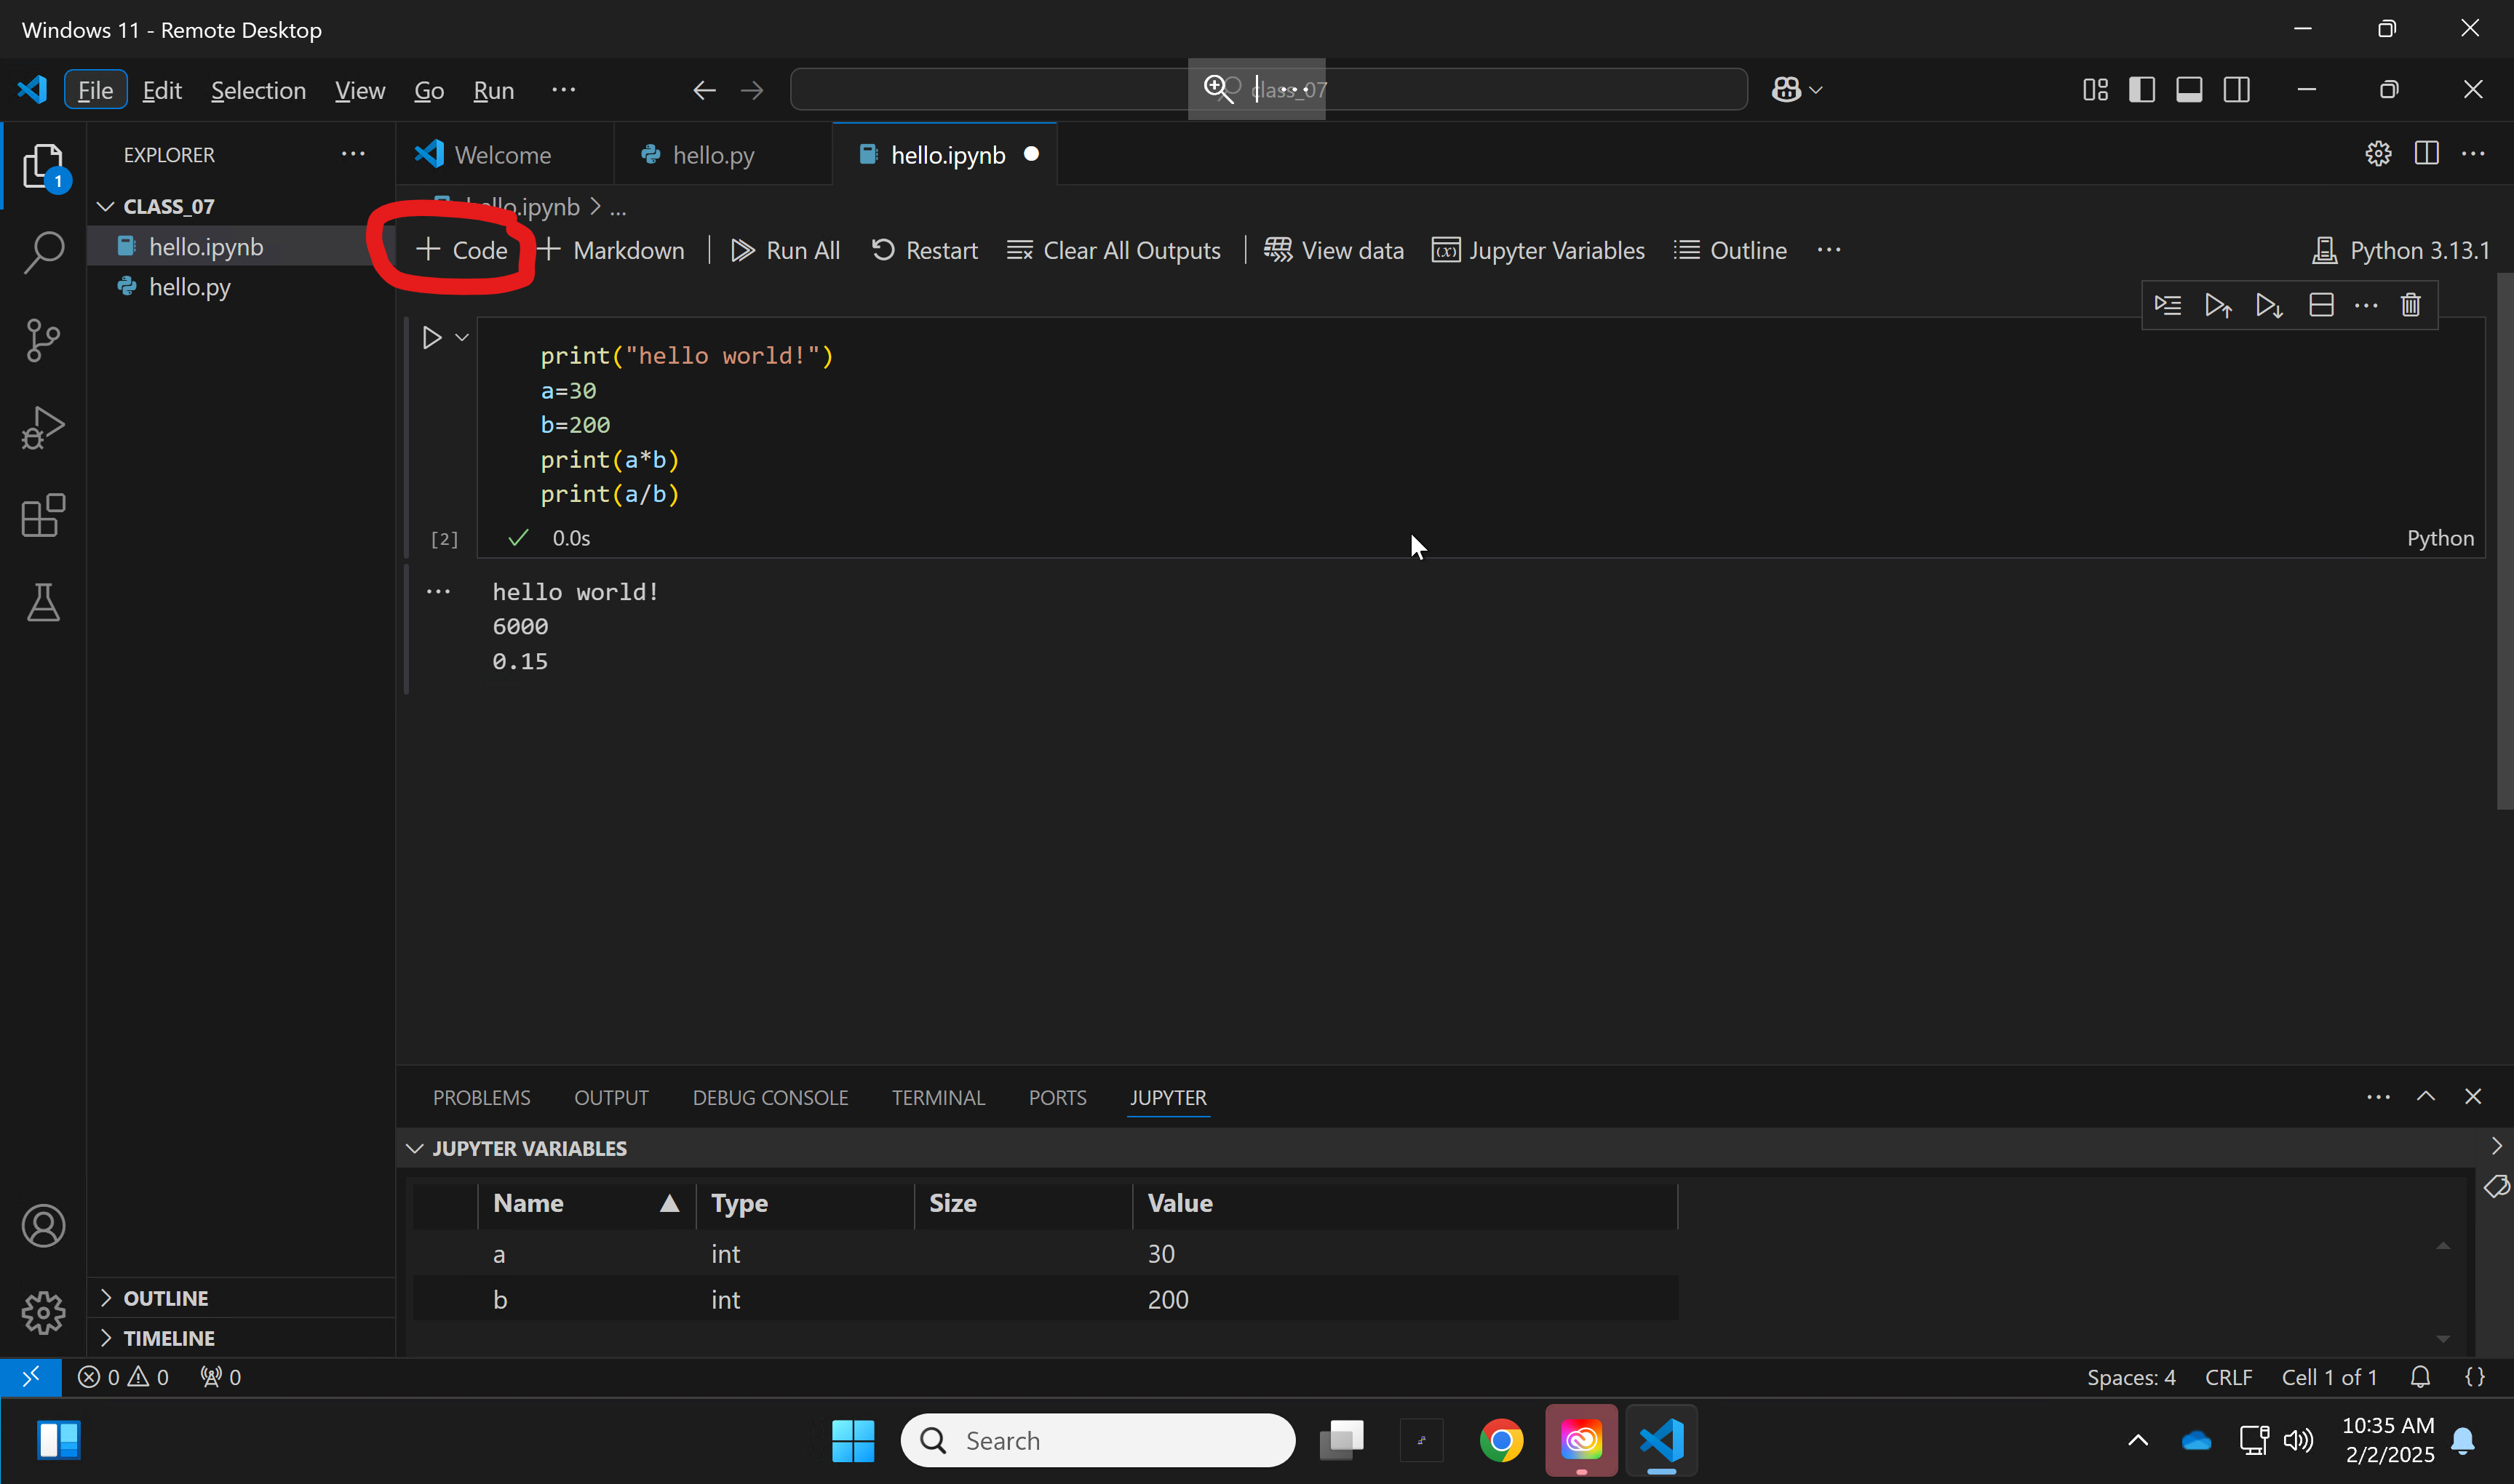 Windows 11 - Remote Desktop
File Edit Selection View Go Run ... class_07
EXPLORER ... Welcome hello.py hello.ipynb
CLASS_07
hello.ipynb > ...
hello.ipynb
hello.py
1
+ Code + Markdown | Run All Restart Clear All Outputs | View data Jupyter Variables Outline ... Python 3.13.1
print("hello world!")
a=30
b=200
print(a*b)
print(a/b)
[2] ✓ 0.0s Python
... hello world!
6000
0.15
PROBLEMS OUTPUT DEBUG CONSOLE TERMINAL PORTS JUPYTER
JUPYTER VARIABLES
Name ▲ Type Size Value
a int 30
b int 200
OUTLINE
TIMELINE
0 0 0 Spaces: 4 CRLF Cell 1 of 1 {}
Search
10:35 AM
2/2/2025